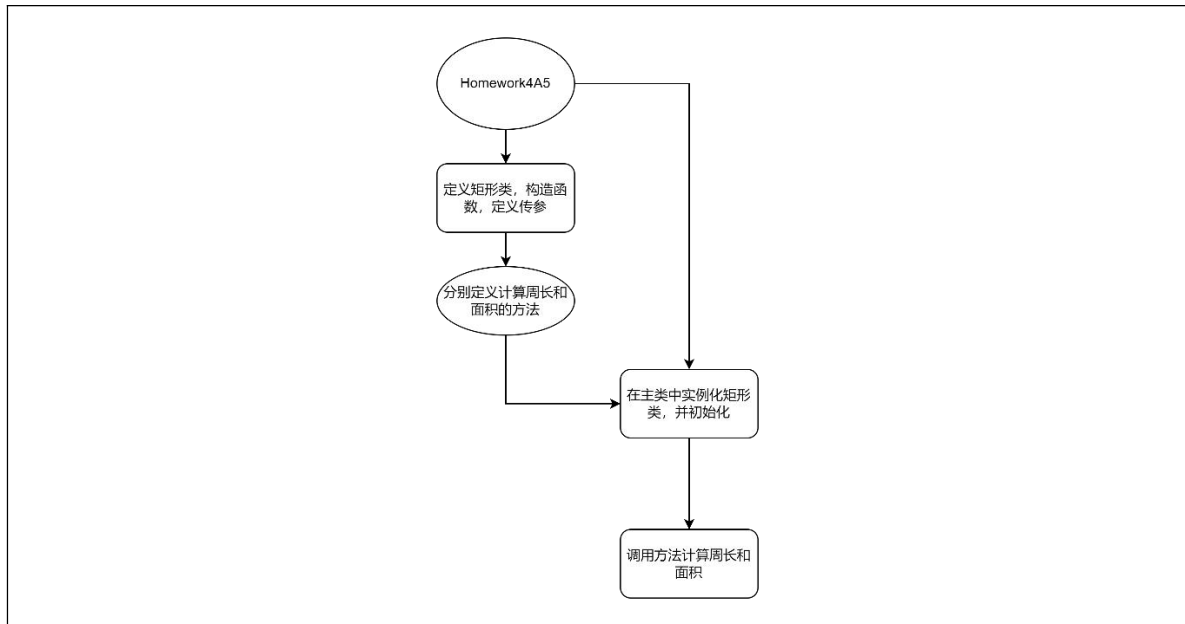 Homework4A5
定义矩形类，构造函
数，定义传参
分别定义计算周长和
面积的方法
在主类中实例化矩形
类，并初始化
调用方法计算周长和
面积